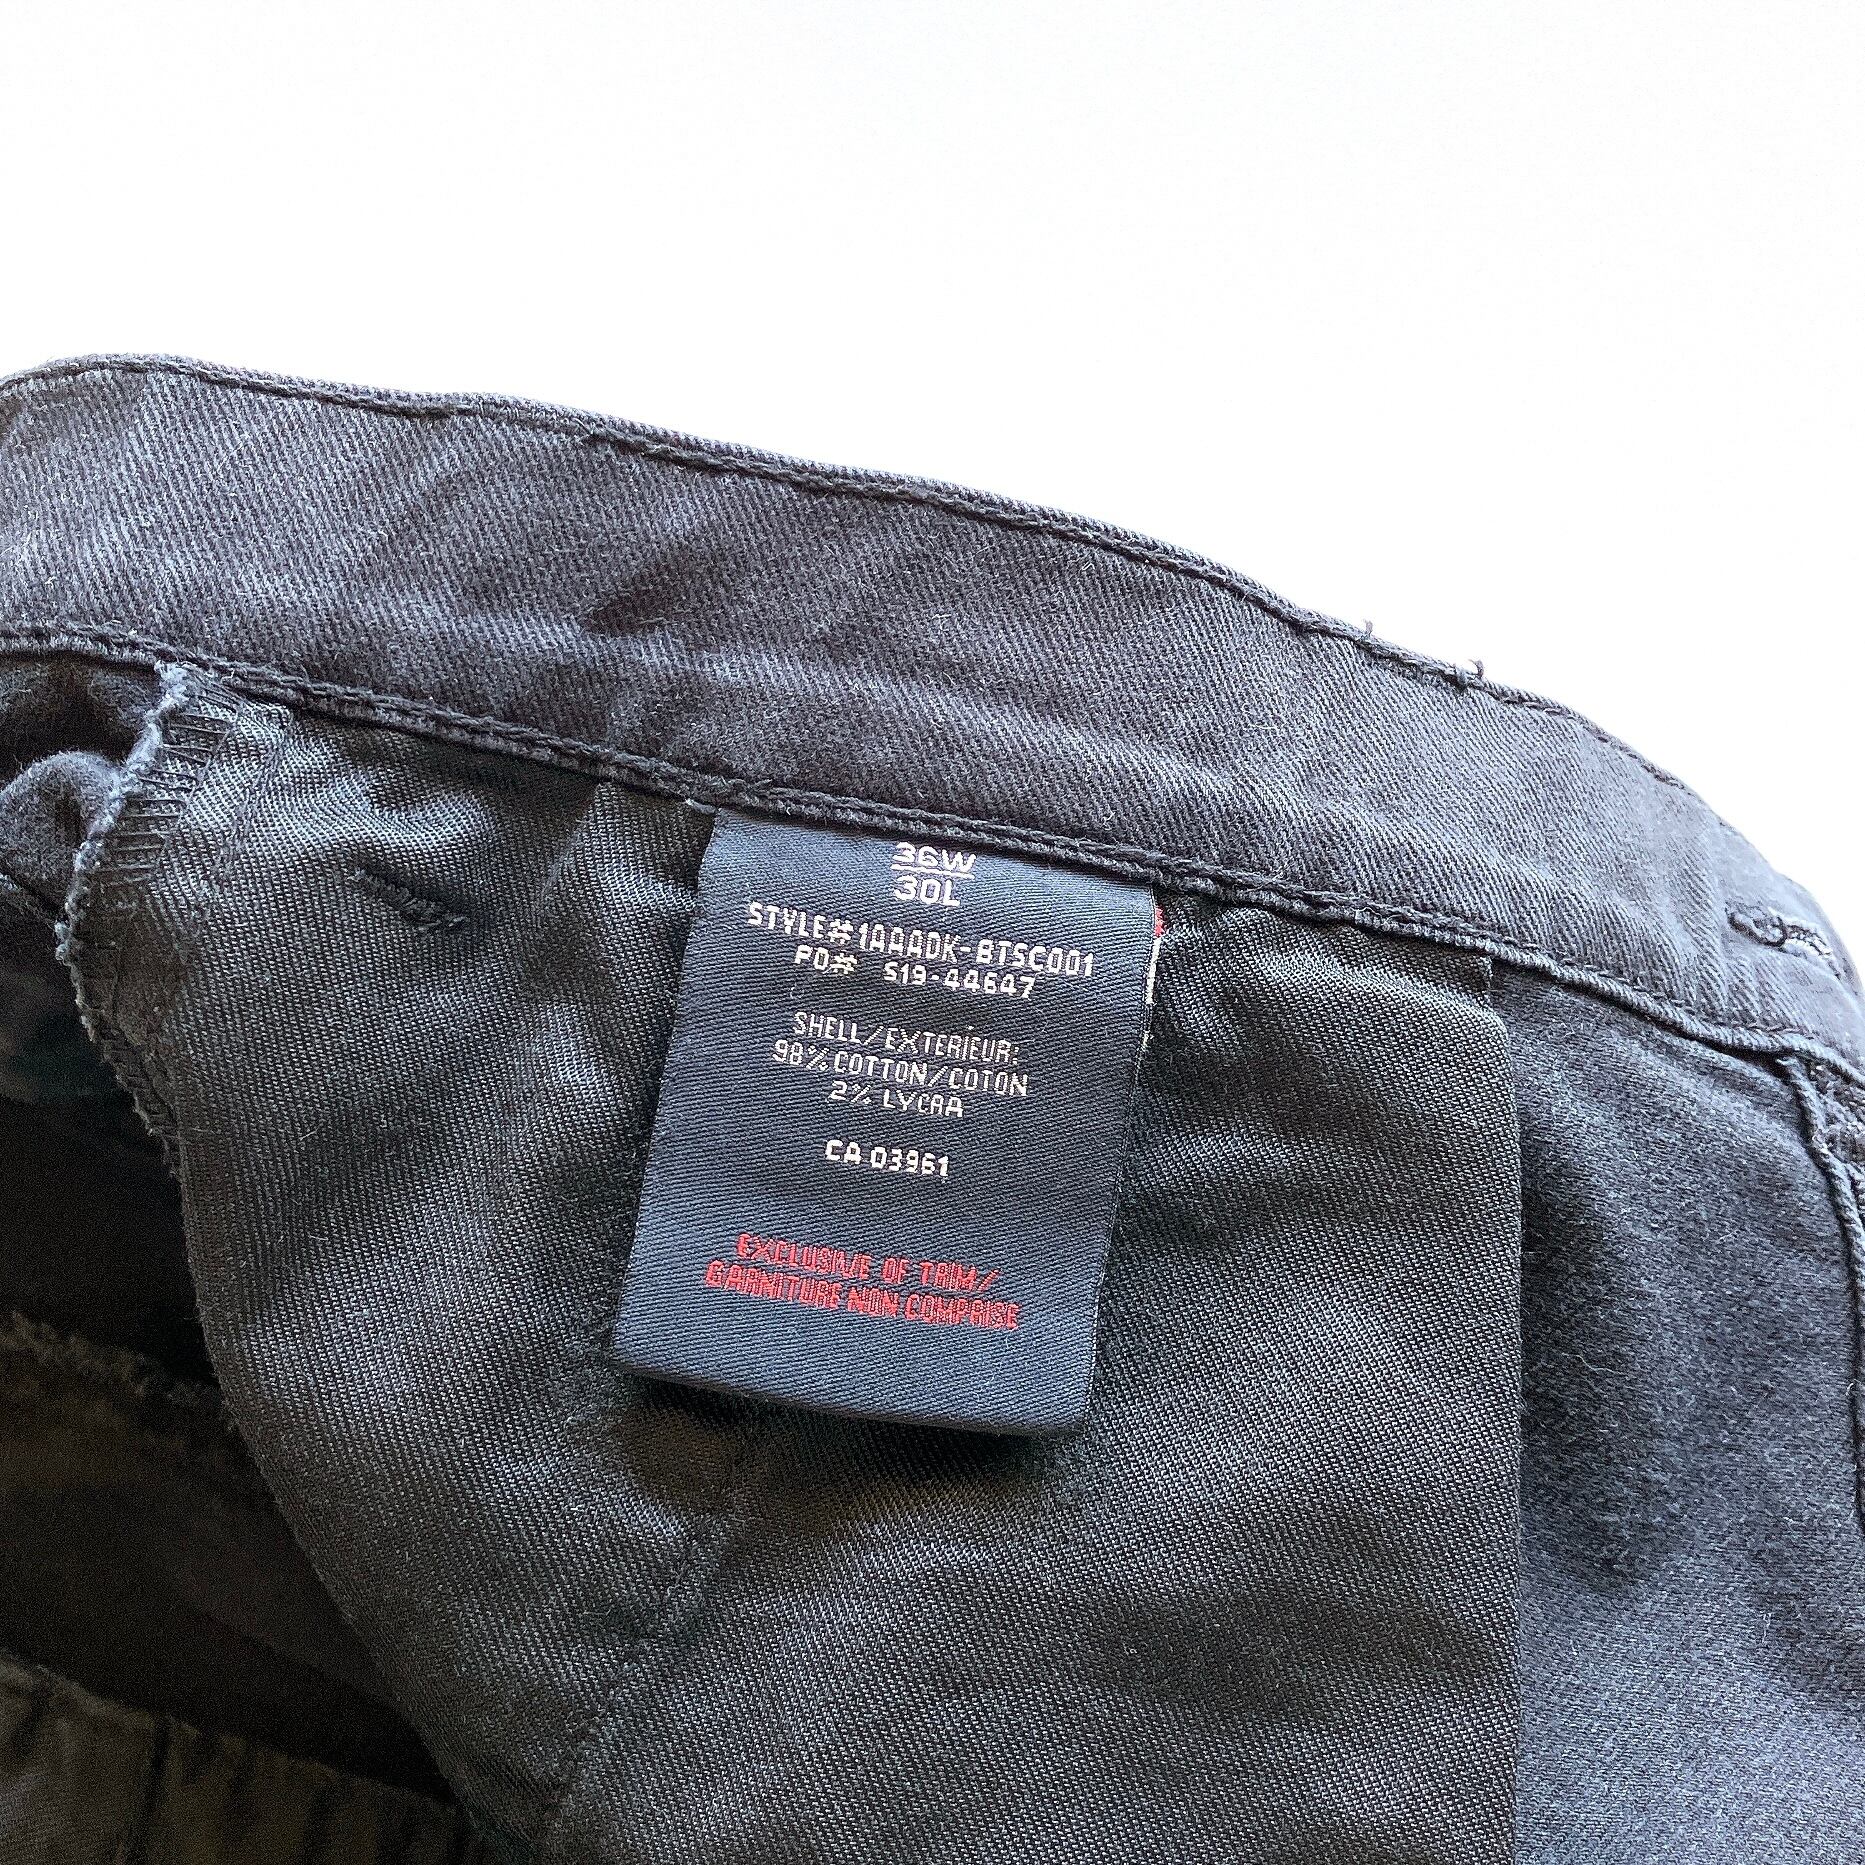 36W
30L
STYLE# 1AAADK-BTSC001
PO# S19-44647
SHELL/EXTERIEUR:
98% COTTON/COTON
2% LYCRA
CA 03961
EXCLUSIVE OF TRIM/
GARNITURE NON COMPRISE